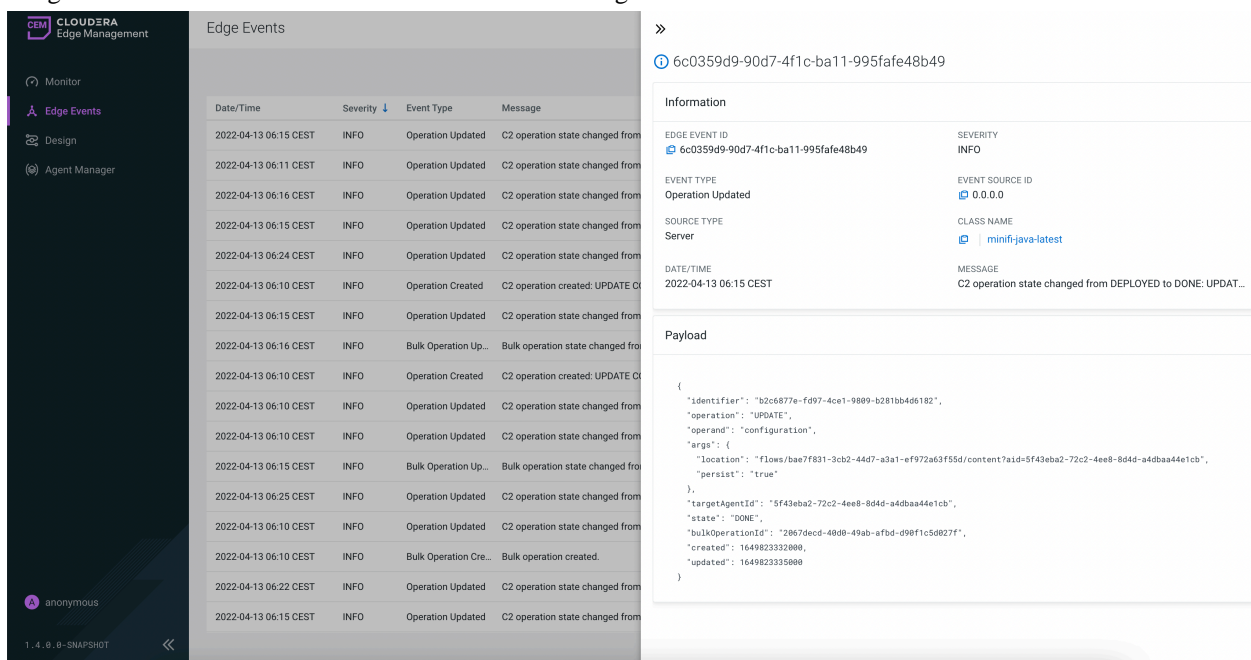 CEM CLOUDERA
Edge Management
Monitor
Edge Events
Design
Agent Manager
A anonymous
1.4.0.0-SNAPSHOT
Edge Events
Date/Time Severity Event Type Message
2022-04-13 06:15 CEST INFO Operation Updated C2 operation state changed from
2022-04-13 06:11 CEST INFO Operation Updated C2 operation state changed from
2022-04-13 06:16 CEST INFO Operation Updated C2 operation state changed from
2022-04-13 06:15 CEST INFO Operation Updated C2 operation state changed from
2022-04-13 06:24 CEST INFO Operation Updated C2 operation state changed from
2022-04-13 06:10 CEST INFO Operation Created C2 operation created: UPDATE CO
2022-04-13 06:15 CEST INFO Operation Updated C2 operation state changed from
2022-04-13 06:16 CEST INFO Bulk Operation Up... Bulk operation state changed fro
2022-04-13 06:10 CEST INFO Operation Created C2 operation created: UPDATE CO
2022-04-13 06:10 CEST INFO Operation Updated C2 operation state changed from
2022-04-13 06:10 CEST INFO Operation Updated C2 operation state changed from
2022-04-13 06:15 CEST INFO Bulk Operation Up... Bulk operation state changed fro
2022-04-13 06:25 CEST INFO Operation Updated C2 operation state changed from
2022-04-13 06:10 CEST INFO Operation Updated C2 operation state changed from
2022-04-13 06:10 CEST INFO Bulk Operation Cre... Bulk operation created.
2022-04-13 06:22 CEST INFO Operation Updated C2 operation state changed from
2022-04-13 06:15 CEST INFO Operation Updated C2 operation state changed from
6c0359d9-90d7-4f1c-ba11-995fafe48b49
Information
EDGE EVENT ID SEVERITY
6c0359d9-90d7-4f1c-ba11-995fafe48b49 INFO
EVENT TYPE EVENT SOURCE ID
Operation Updated 0.0.0.0
SOURCE TYPE CLASS NAME
Server minifi-java-latest
DATE/TIME MESSAGE
2022-04-13 06:15 CEST C2 operation state changed from DEPLOYED to DONE: UPDAT...
Payload
{
"identifier": "b2c6877e-fd97-4ce1-9809-b281bb4d6182",
"operation": "UPDATE",
"operand": "configuration",
"args": {
"location": "flows/bae7f831-3cb2-44d7-a3a1-ef972a63f55d/content?aid=5f43eba2-72c2-4ee8-8d4d-a4dbaa44e1cb",
"persist": "true"
},
"targetAgentId": "5f43eba2-72c2-4ee8-8d4d-a4dbaa44e1cb",
"state": "DONE",
"bulkOperationId": "2067decd-40d0-49ab-afbd-d90f1c5d027f",
"created": 1649823332000,
"updated": 1649823335000
}